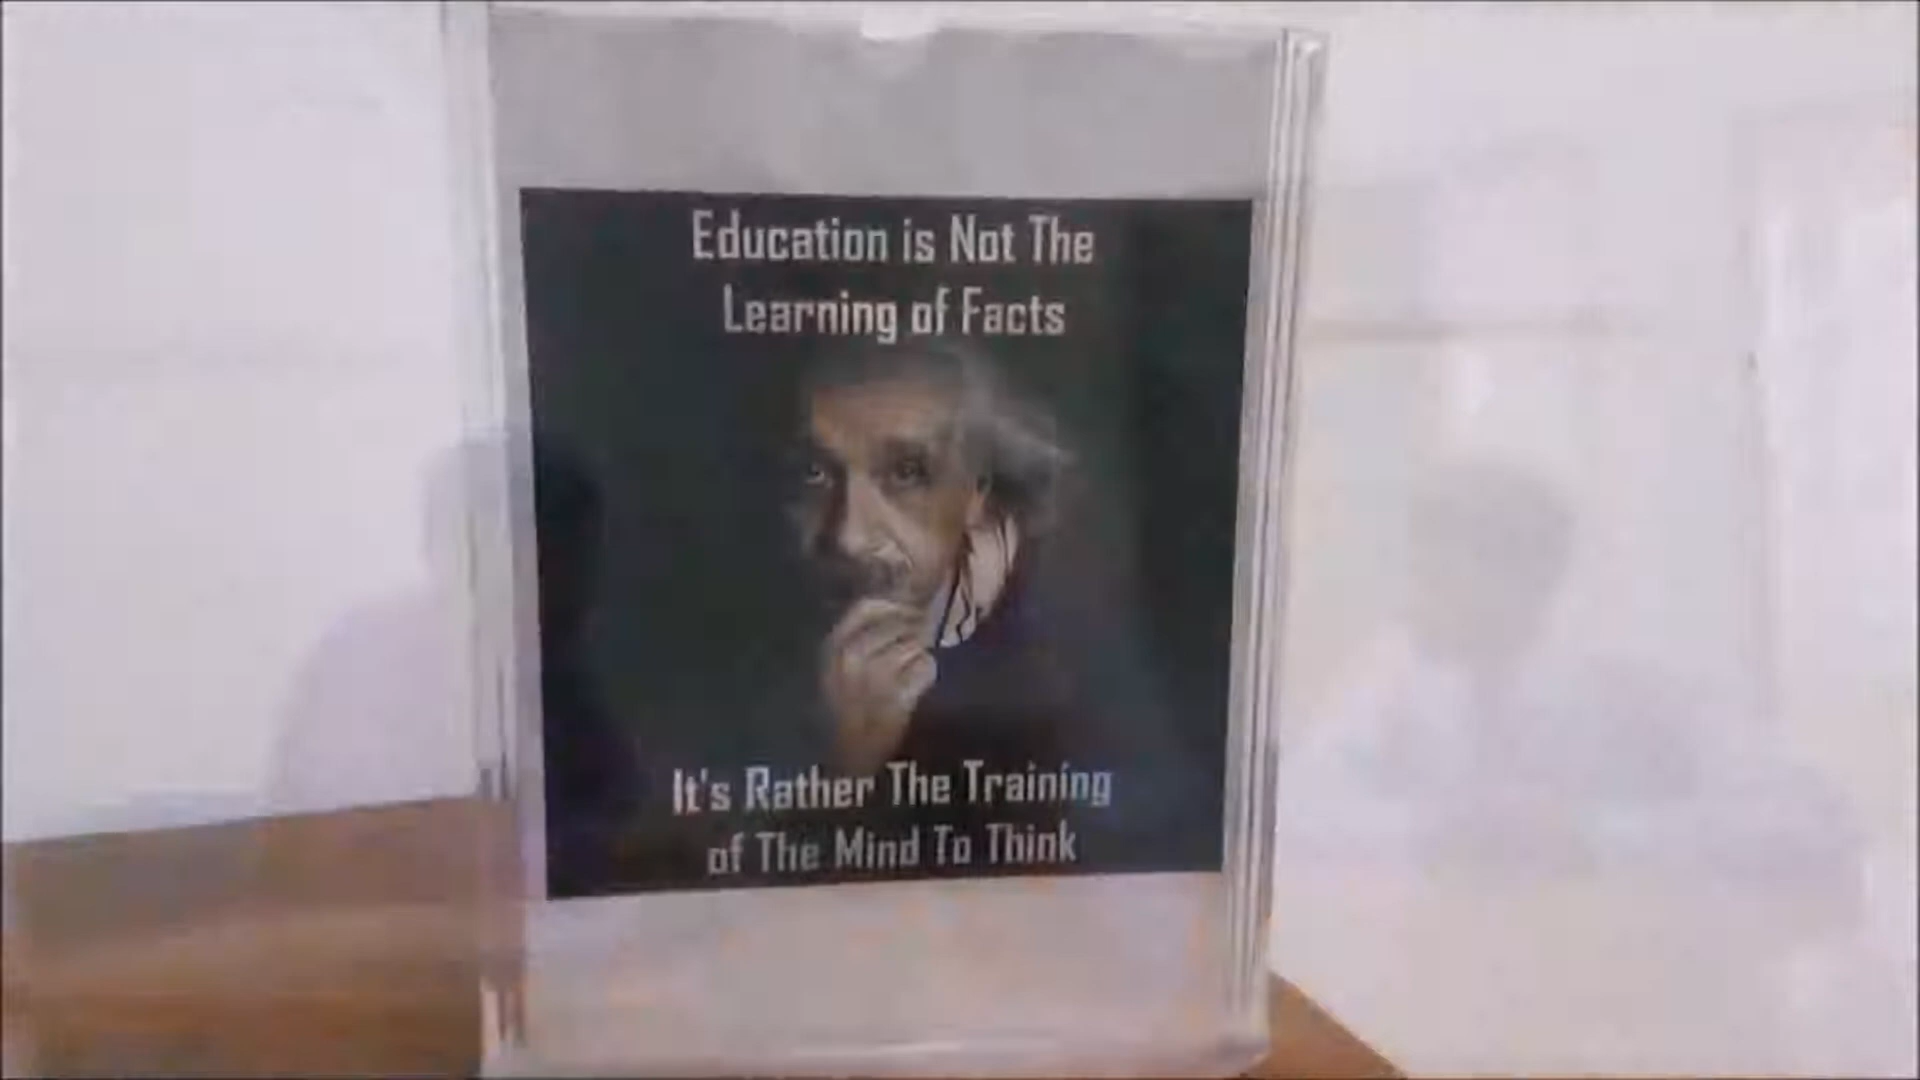 Education is Not The
Learning of Facts
It's Rather The Training
of The Mind To Think